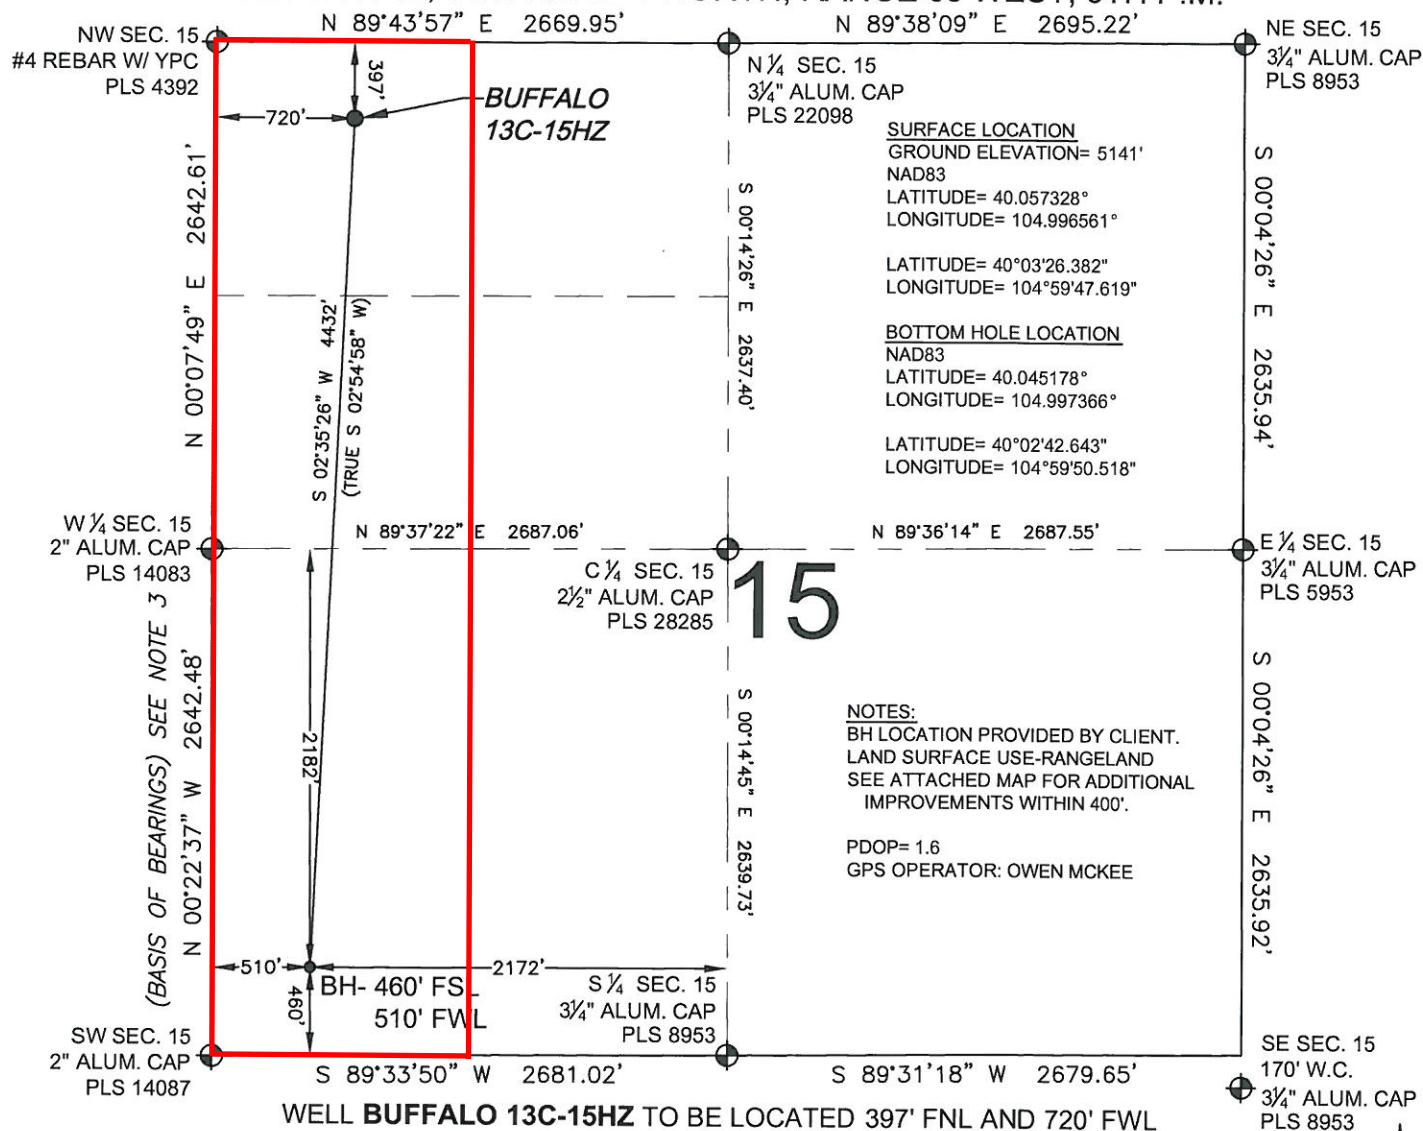 N 89°43'57" E 2669.95'
N 89°38'09" E 2695.22'
NW SEC. 15
#4 REBAR W/ YPC
PLS 4392
N ¼ SEC. 15
3¼" ALUM. CAP
PLS 22098
NE SEC. 15
3¼" ALUM. CAP
PLS 8953
397'
720'
BUFFALO
13C-15HZ
SURFACE LOCATION
GROUND ELEVATION= 5141'
NAD83
LATITUDE= 40.057328°
LONGITUDE= 104.996561°
LATITUDE= 40°03'26.382"
LONGITUDE= 104°59'47.619"
BOTTOM HOLE LOCATION
NAD83
LATITUDE= 40.045178°
LONGITUDE= 104.997366°
LATITUDE= 40°02'42.643"
LONGITUDE= 104°59'50.518"
N 00°07'49" E 2642.61'
S 02°35'26" W 4432'
(TRUE S 02°54'58" W)
S 00°14'26" E 2637.40'
S 00°04'26" E 2635.94'
W ¼ SEC. 15
2" ALUM. CAP
PLS 14083
N 89°37'22" E 2687.06'
N 89°36'14" E 2687.55'
C ¼ SEC. 15
2½" ALUM. CAP
PLS 28285
15
E ¼ SEC. 15
3¼" ALUM. CAP
PLS 5953
(BASIS OF BEARINGS) SEE NOTE 3
N 00°22'37" W 2642.48'
2182'
S 00°14'45" E 2639.73'
S 00°04'26" E 2635.92'
NOTES:
BH LOCATION PROVIDED BY CLIENT.
LAND SURFACE USE-RANGELAND
SEE ATTACHED MAP FOR ADDITIONAL
IMPROVEMENTS WITHIN 400'.
PDOP= 1.6
GPS OPERATOR: OWEN MCKEE
510'
2172'
460'
BH- 460' FSL
510' FWL
S ¼ SEC. 15
3¼" ALUM. CAP
PLS 8953
SW SEC. 15
2" ALUM. CAP
PLS 14087
SE SEC. 15
170' W.C.
3¼" ALUM. CAP
PLS 8953
S 89°33'50" W 2681.02'
S 89°31'18" W 2679.65'
WELL BUFFALO 13C-15HZ TO BE LOCATED 397' FNL AND 720' FWL